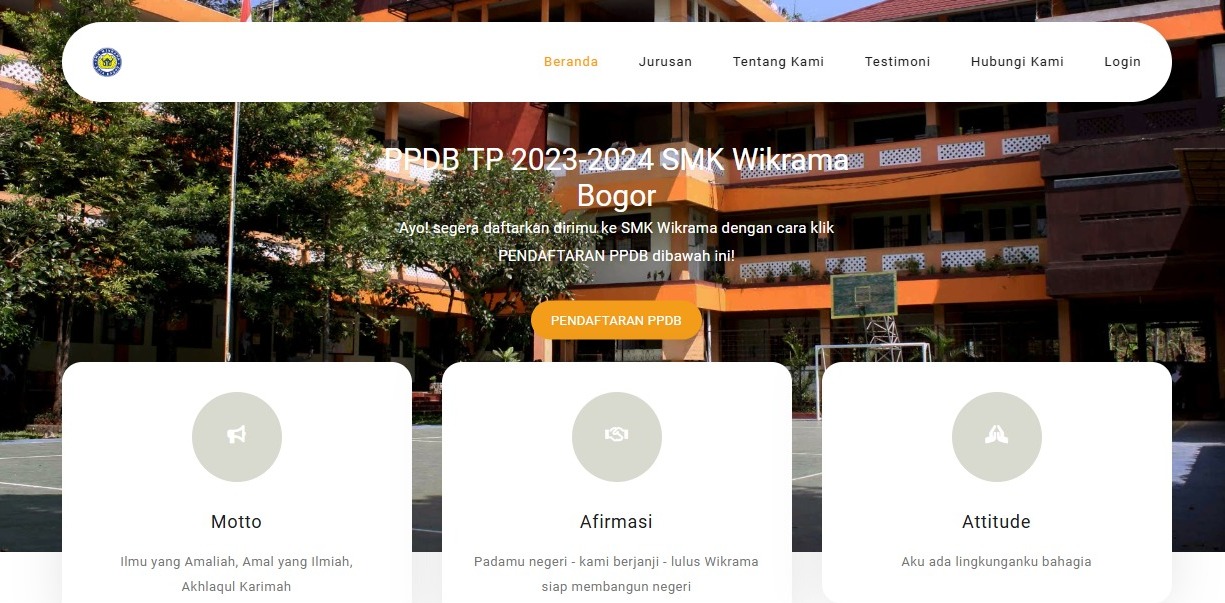 Beranda Jurusan Tentang Kami Testimoni Hubungi Kami Login
PPDB TP 2023-2024 SMK Wikrama
Bogor
Ayo! segera daftarkan dirimu ke SMK Wikrama dengan cara klik
PENDAFTARAN PPDB dibawah ini!
PENDAFTARAN PPDB
Motto
Ilmu yang Amaliah, Amal yang Ilmiah,
Akhlaqul Karimah
Afirmasi
Padamu negeri - kami berjanji - lulus Wikrama
siap membangun negeri
Attitude
Aku ada lingkunganku bahagia